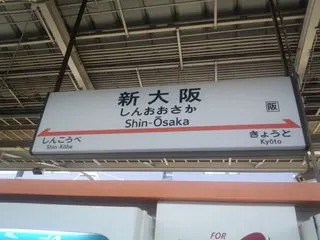 新大阪
しんおおさか
阪
Shin-Ōsaka
しんこうべ
Shin-Kōbe
きょうと
Kyōto
FOR